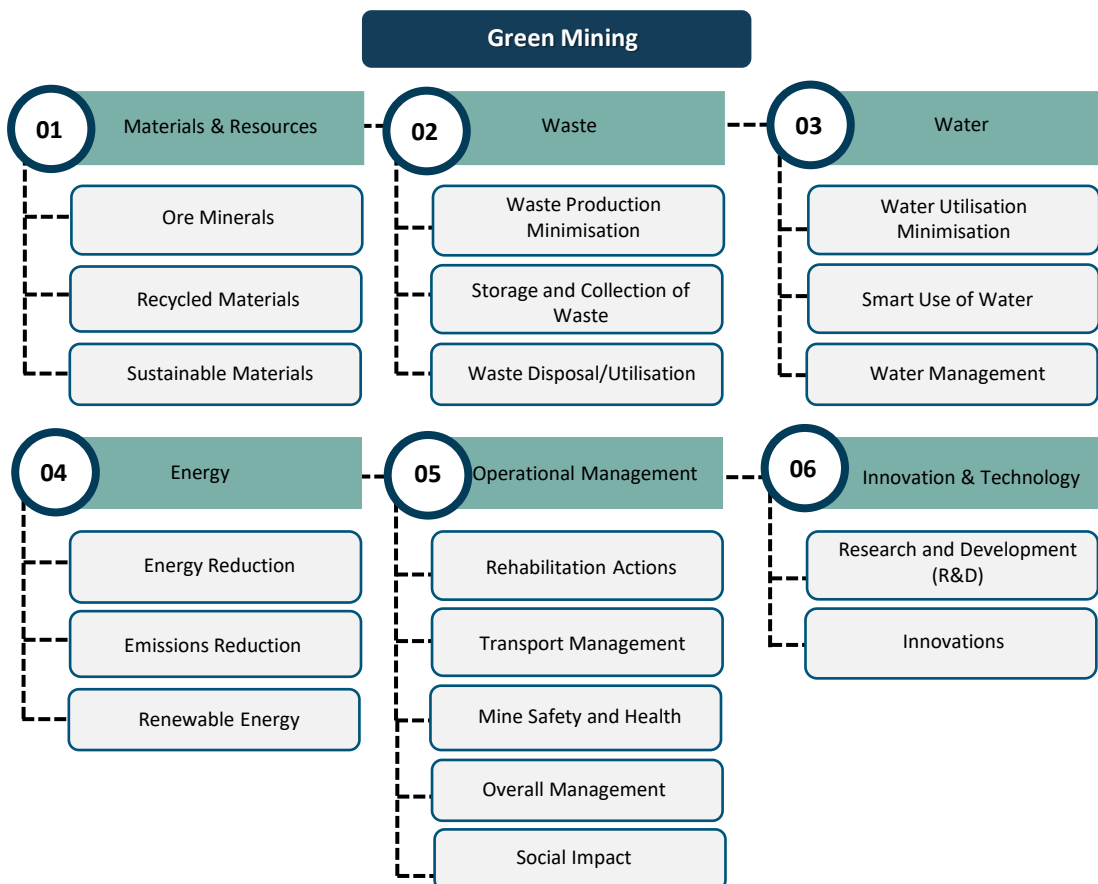 Green Mining
01
Materials & Resources
Ore Minerals
Recycled Materials
Sustainable Materials
02
Waste
Waste Production
Minimisation
Storage and Collection of
Waste
Waste Disposal/Utilisation
03
Water
Water Utilisation
Minimisation
Smart Use of Water
Water Management
04
Energy
Energy Reduction
Emissions Reduction
Renewable Energy
05
Operational Management
Rehabilitation Actions
Transport Management
Mine Safety and Health
Overall Management
Social Impact
06
Innovation & Technology
Research and Development
(R&D)
Innovations